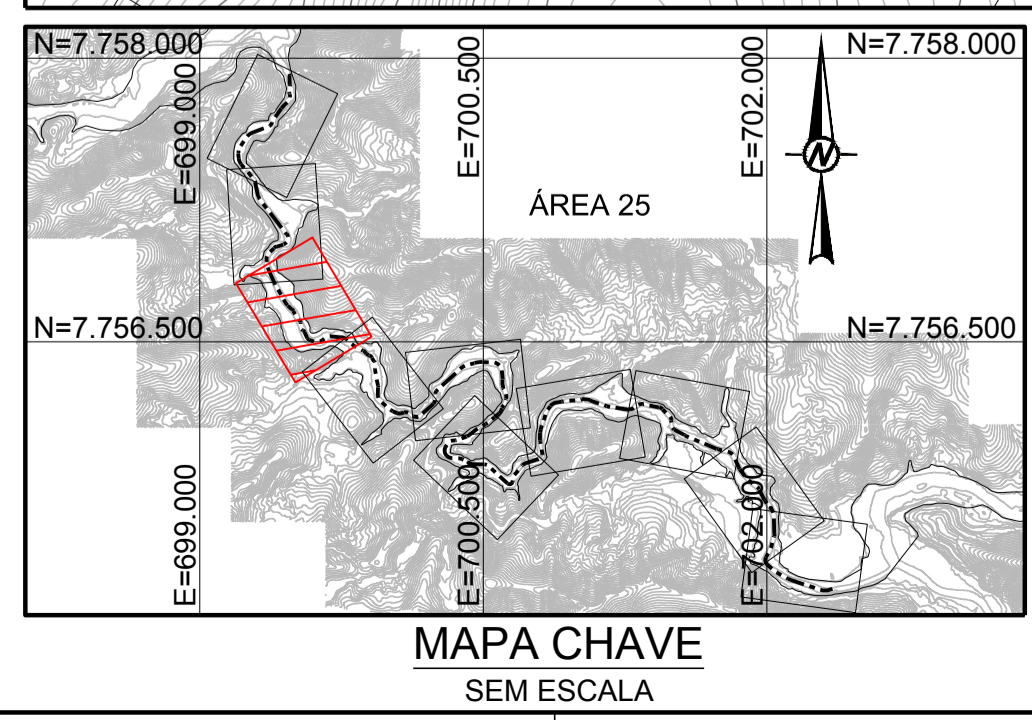 N=7.758.000
N=7.758.000
E=699.000
E=700.500
E=702.000
N
ÁREA 25
N=7.756.500
N=7.756.500
E=699.000
E=700.500
E=702.000
MAPA CHAVE
SEM ESCALA